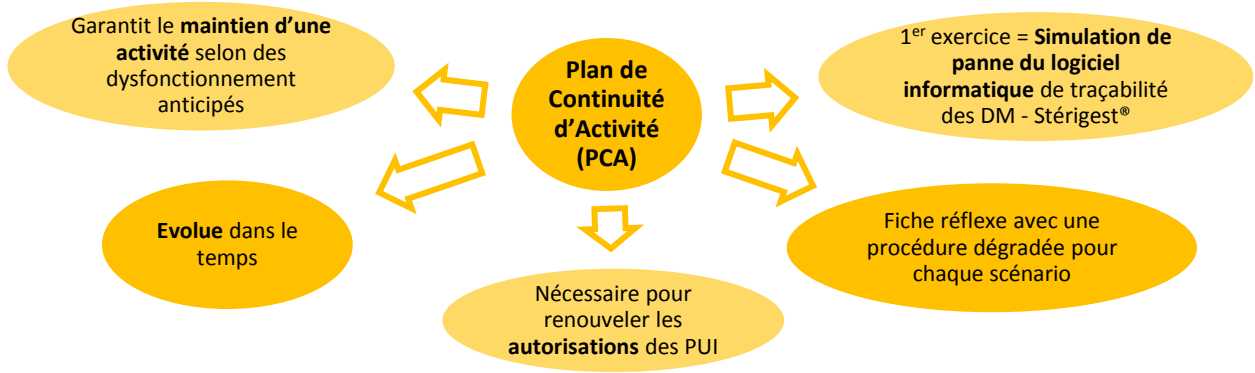 Garantit le maintien d'une
activité selon des
dysfonctionnement
anticipés
Plan de
Continuité
d'Activité
(PCA)
1er exercice = Simulation de
panne du logiciel
informatique de traçabilité
des DM - Stérigest®
Evolue dans le
temps
Nécessaire pour
renouveler les
autorisations des PUI
Fiche réflexe avec une
procédure dégradée pour
chaque scénario